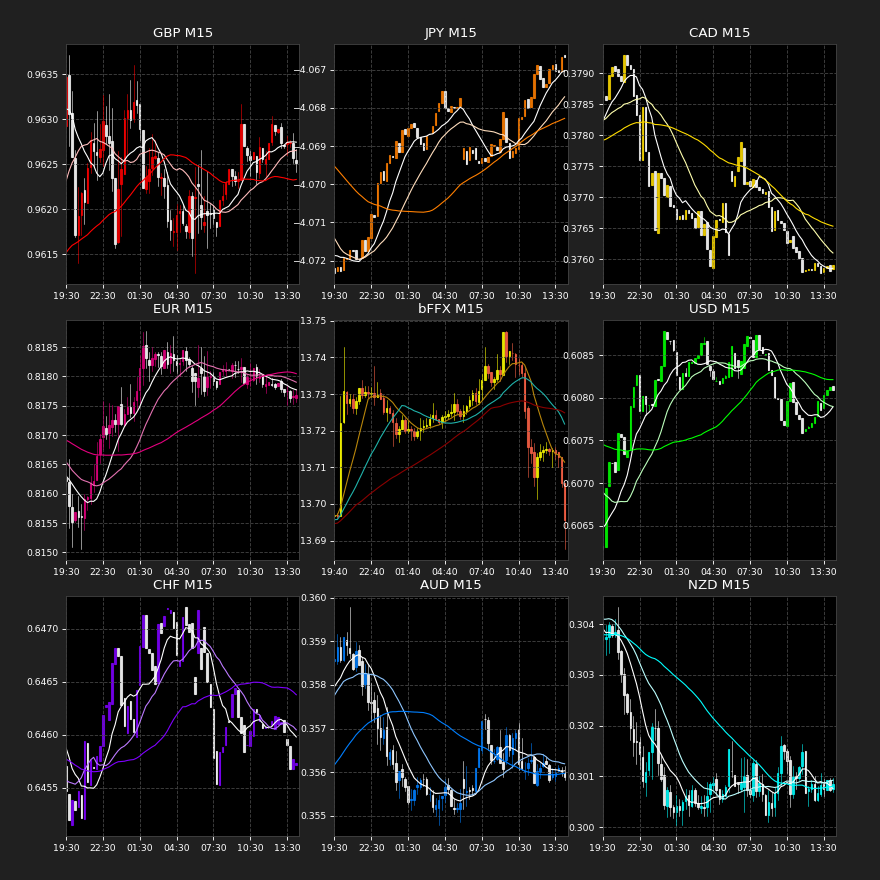 GBP M15
JPY M15
CAD M15
0.9635
0.9630
0.9625
0.9620
0.9615
−4.067
−4.068
−4.069
−4.070
−4.071
−4.072
0.3790
0.3785
0.3780
0.3775
0.3770
0.3765
0.3760
19:30 22:30 01:30 04:30 07:30 10:30 13:30
19:30 22:30 01:30 04:30 07:30 10:30 13:30
19:30 22:30 01:30 04:30 07:30 10:30 13:30
EUR M15
bFFX M15
USD M15
0.8185
0.8180
0.8175
0.8170
0.8165
0.8160
0.8155
0.8150
13.75
13.74
13.73
13.72
13.71
13.70
13.69
0.6085
0.6080
0.6075
0.6070
0.6065
19:30 22:30 01:30 04:30 07:30 10:30 13:30
19:40 22:40 01:40 04:40 07:40 10:40 13:40
19:30 22:30 01:30 04:30 07:30 10:30 13:30
CHF M15
AUD M15
NZD M15
0.6470
0.6465
0.6460
0.6455
0.360
0.359
0.358
0.357
0.356
0.355
0.304
0.303
0.302
0.301
0.300
19:30 22:30 01:30 04:30 07:30 10:30 13:30
19:30 22:30 01:30 04:30 07:30 10:30 13:30
19:30 22:30 01:30 04:30 07:30 10:30 13:30